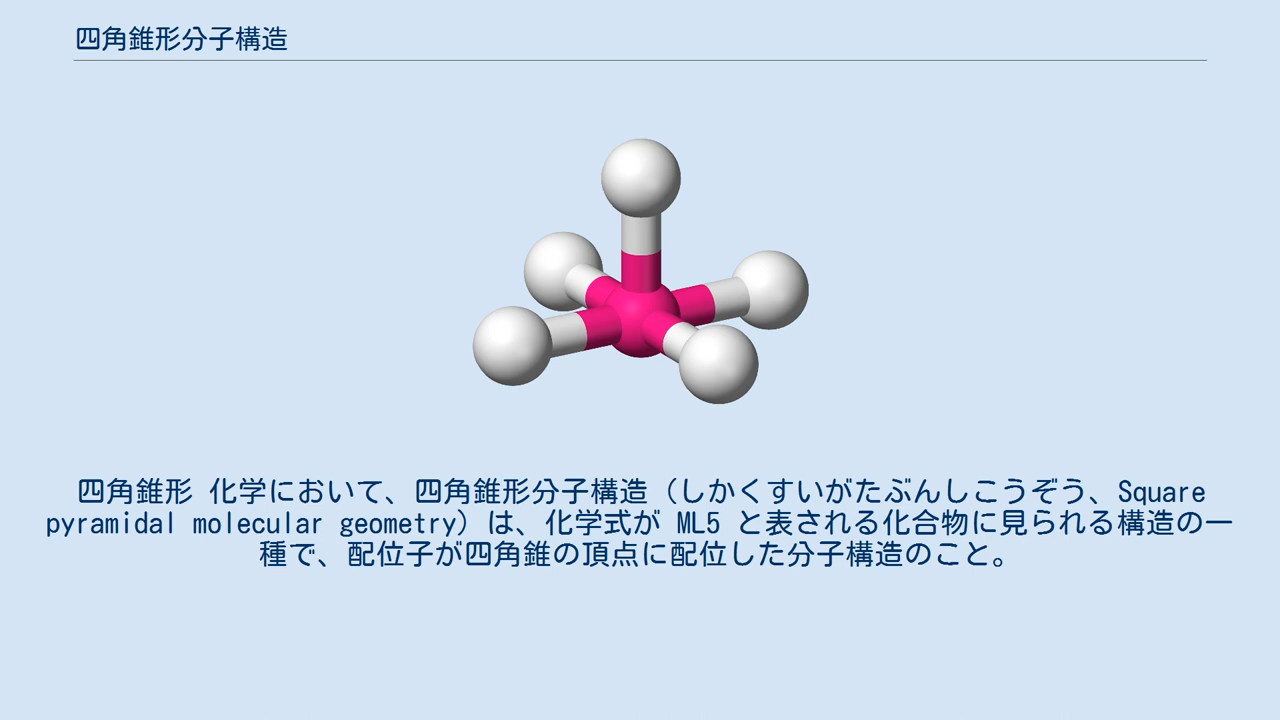 四角錐形分子構造
四角錐形 化学において、四角錐形分子構造（しかくすいがたぶんしこうぞう、Square
pyramidal molecular geometry）は、化学式が ML5 と表される化合物に見られる構造の一
種で、配位子が四角錐の頂点に配位した分子構造のこと。